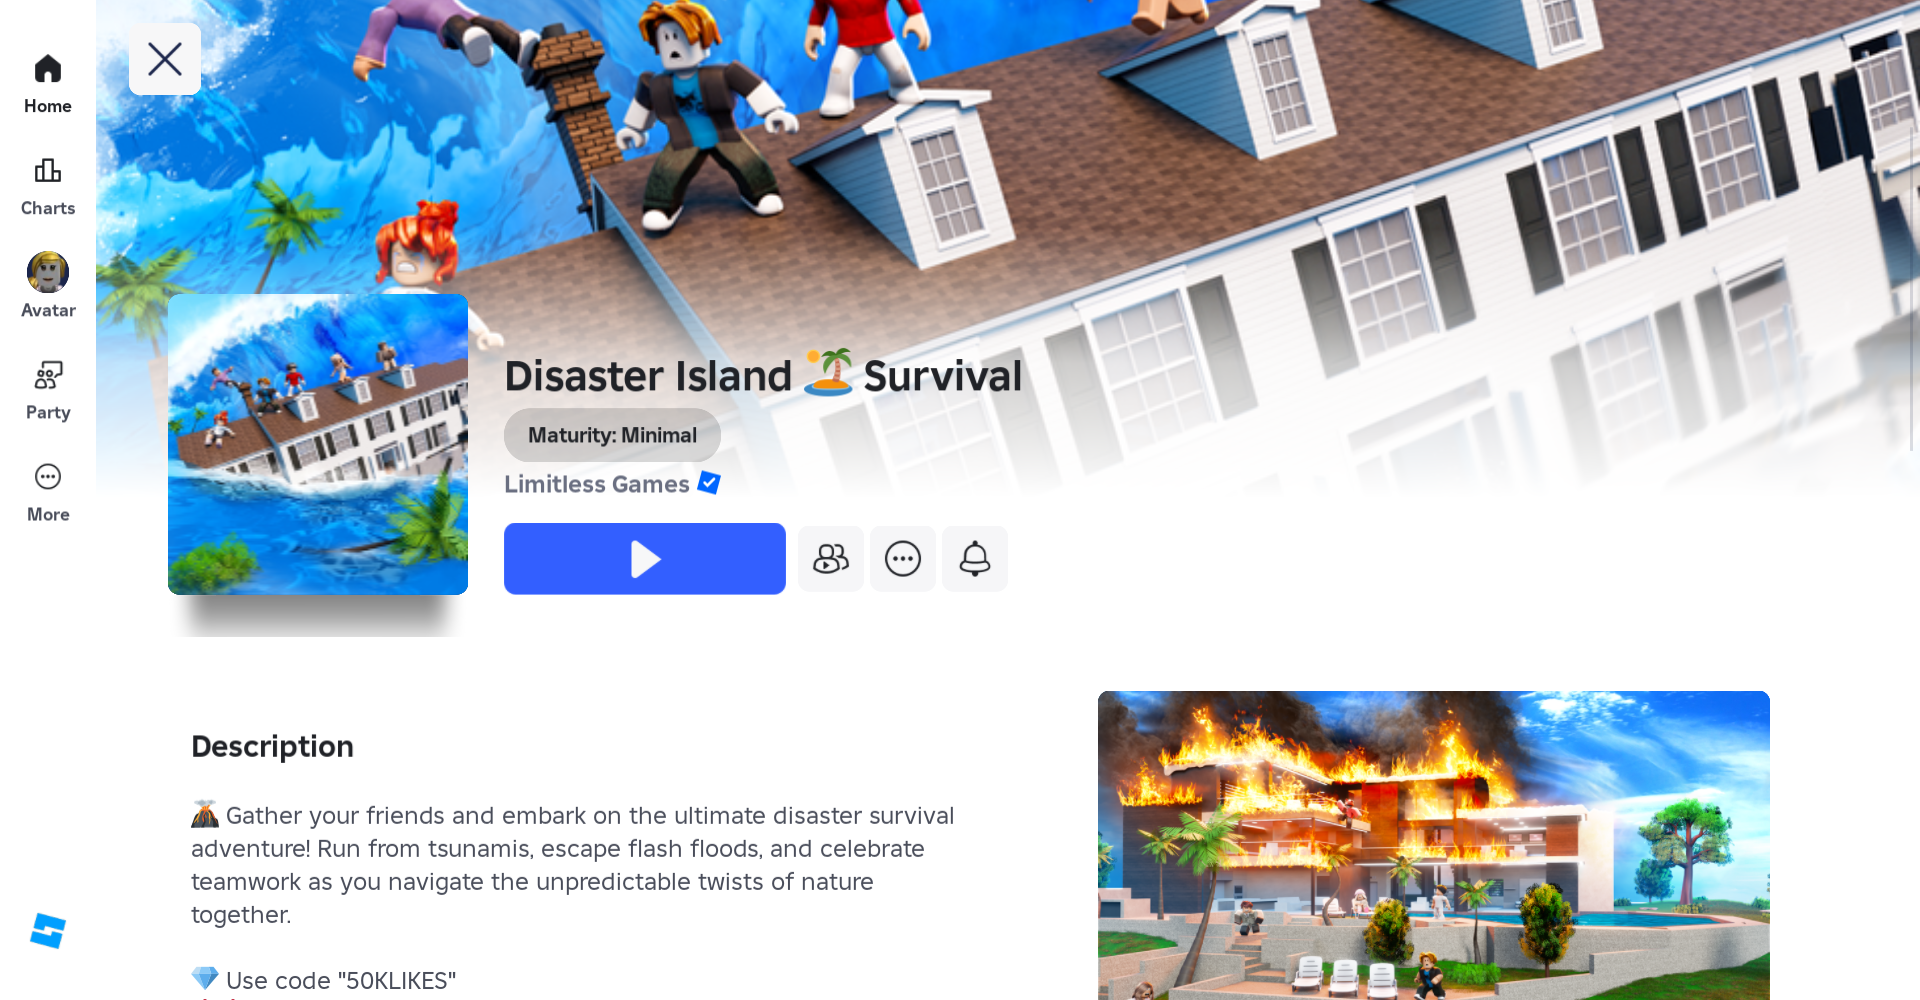 Home
Charts
Avatar
Party
More
Disaster Island 🏝️ Survival
Maturity: Minimal
Limitless Games
Description
🌋 Gather your friends and embark on the ultimate disaster survival
adventure! Run from tsunamis, escape flash floods, and celebrate
teamwork as you navigate the unpredictable twists of nature
together.
💎 Use code "50KLIKES"